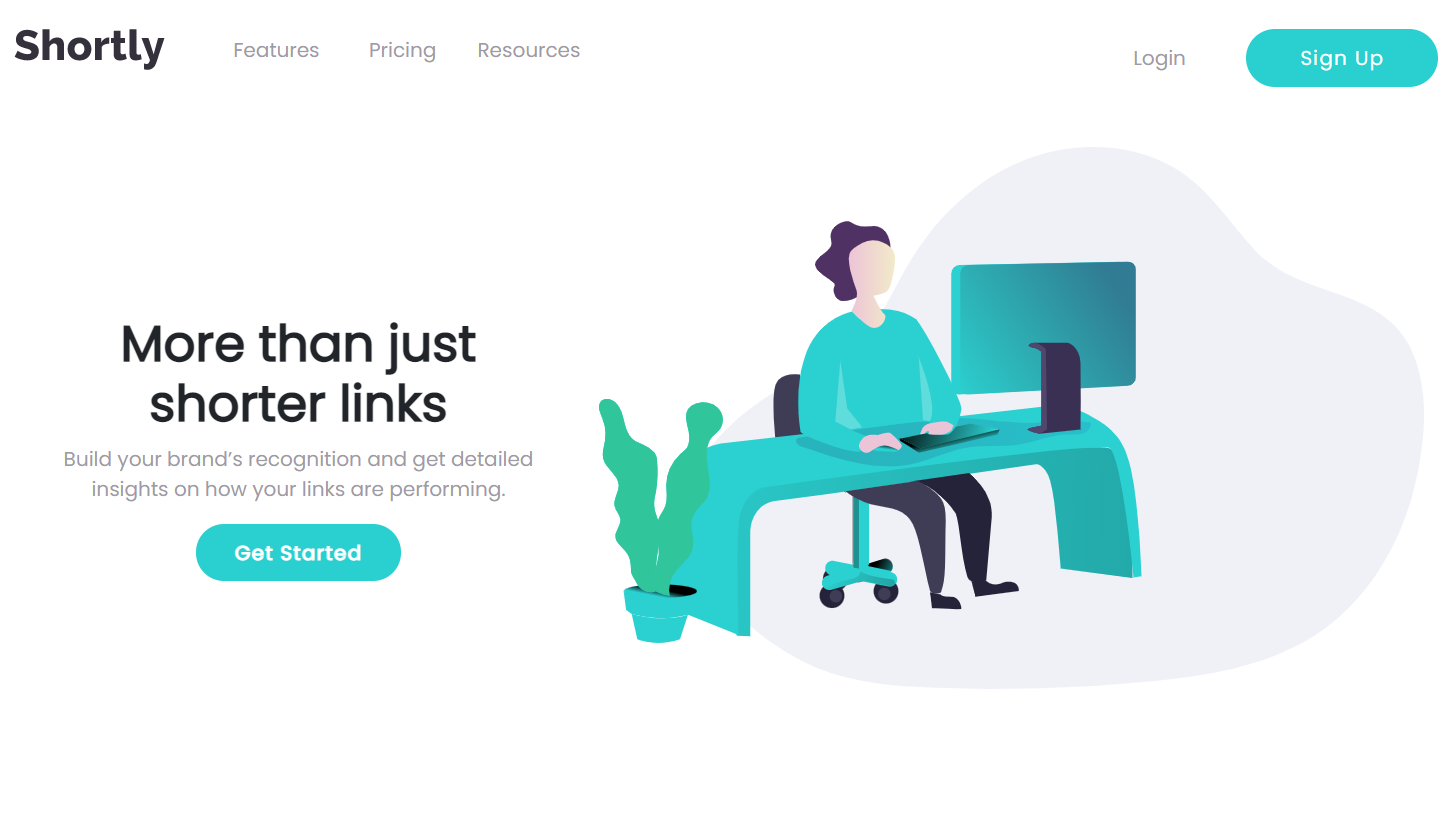 Shortly
Features
Pricing
Resources
Login
Sign Up
More than just
shorter links
Build your brand’s recognition and get detailed
insights on how your links are performing.
Get Started